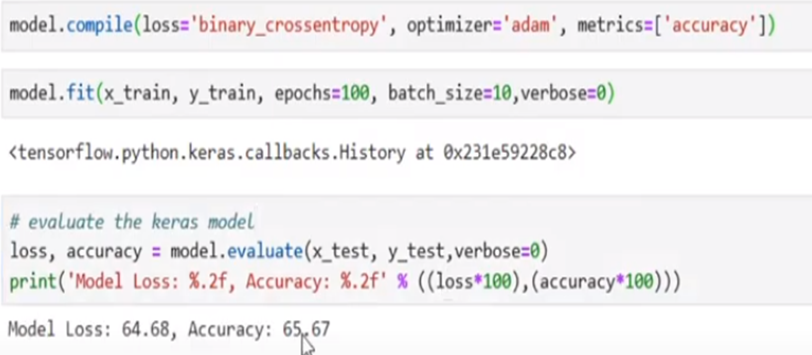 model.compile(loss='binary_crossentropy', optimizer='adam', metrics=['accuracy'])
model.fit(x_train, y_train, epochs=100, batch_size=10,verbose=0)
<tensorflow.python.keras.callbacks.History at 0x231e59228c8>
# evaluate the keras model
loss, accuracy = model.evaluate(x_test, y_test,verbose=0)
print('Model Loss: %.2f, Accuracy: %.2f' % ((loss*100),(accuracy*100)))
Model Loss: 64.68, Accuracy: 65.67